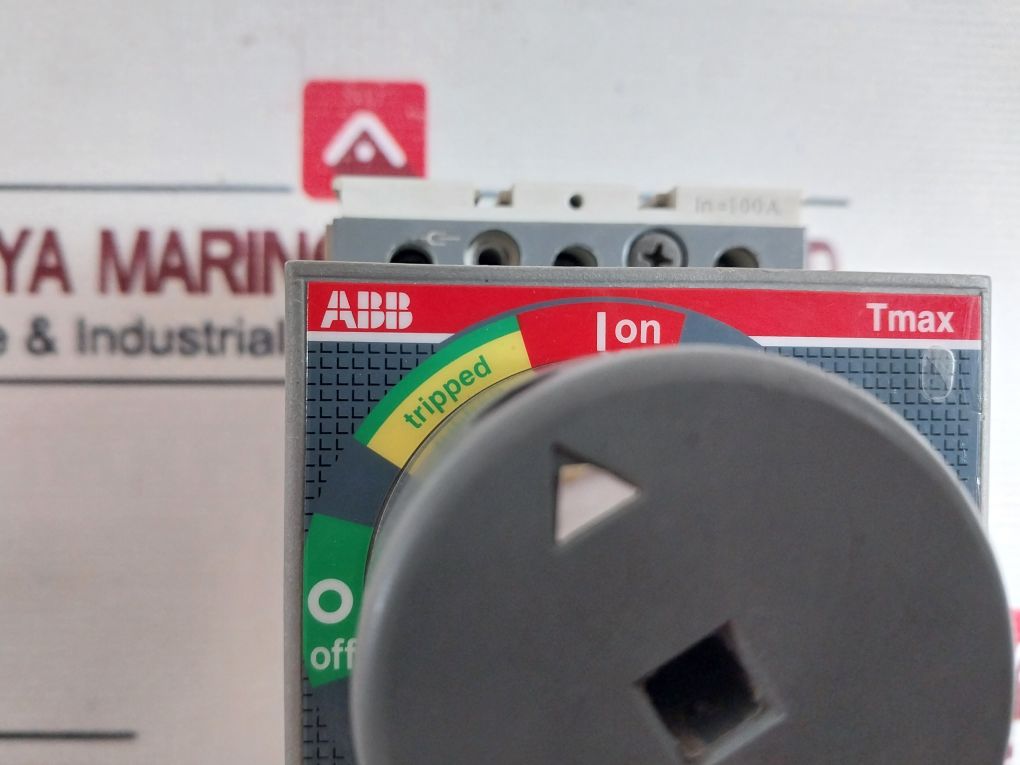 In=100A
YA MARIN
e & Industrial
ABB
Tmax
I on
tripped
O
off